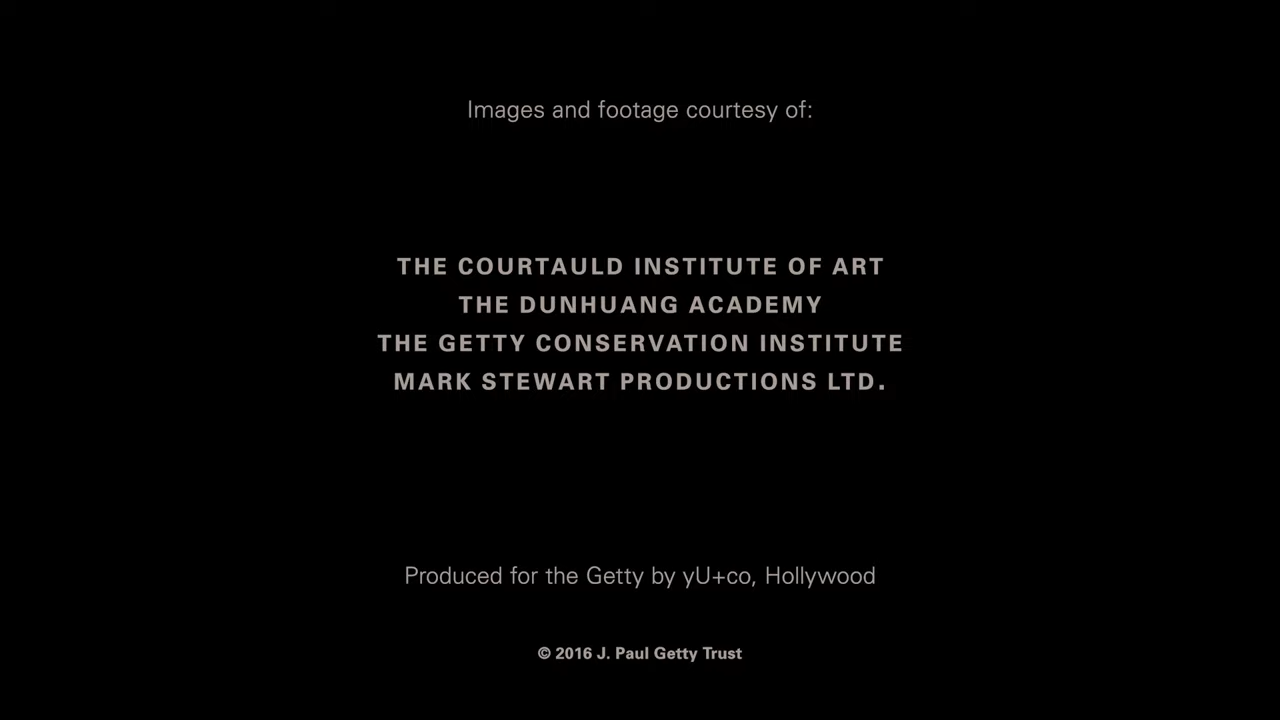 Images and footage courtesy of:
THE COURTAULD INSTITUTE OF ART
THE DUNHUANG ACADEMY
THE GETTY CONSERVATION INSTITUTE
MARK STEWART PRODUCTIONS LTD.
Produced for the Getty by yU+co, Hollywood
© 2016 J. Paul Getty Trust